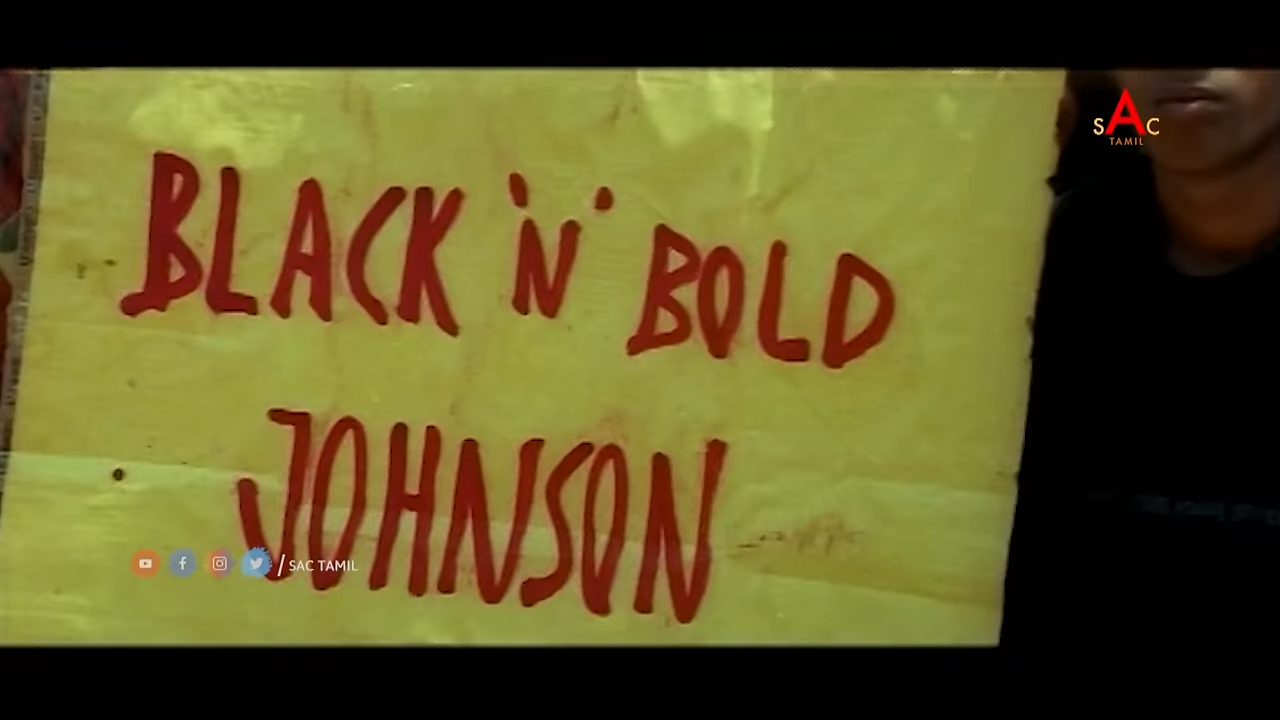 BLACK 'N' BOLD
JOHNSON
SAC
TAMIL
/ SAC TAMIL